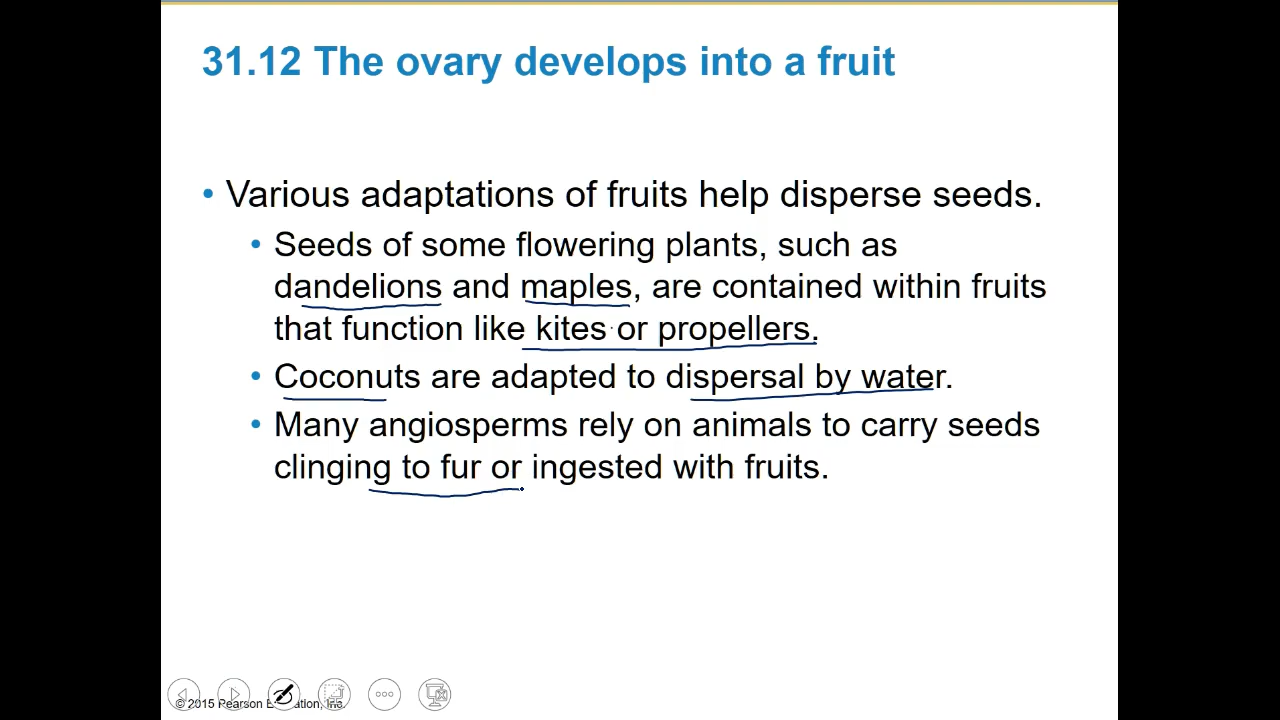 31.12 The ovary develops into a fruit
• Various adaptations of fruits help disperse seeds.
• Seeds of some flowering plants, such as
dandelions and maples, are contained within fruits
that function like kites or propellers.
• Coconuts are adapted to dispersal by water.
• Many angiosperms rely on animals to carry seeds
clinging to fur or ingested with fruits.
© 2015 Pearson Inc.